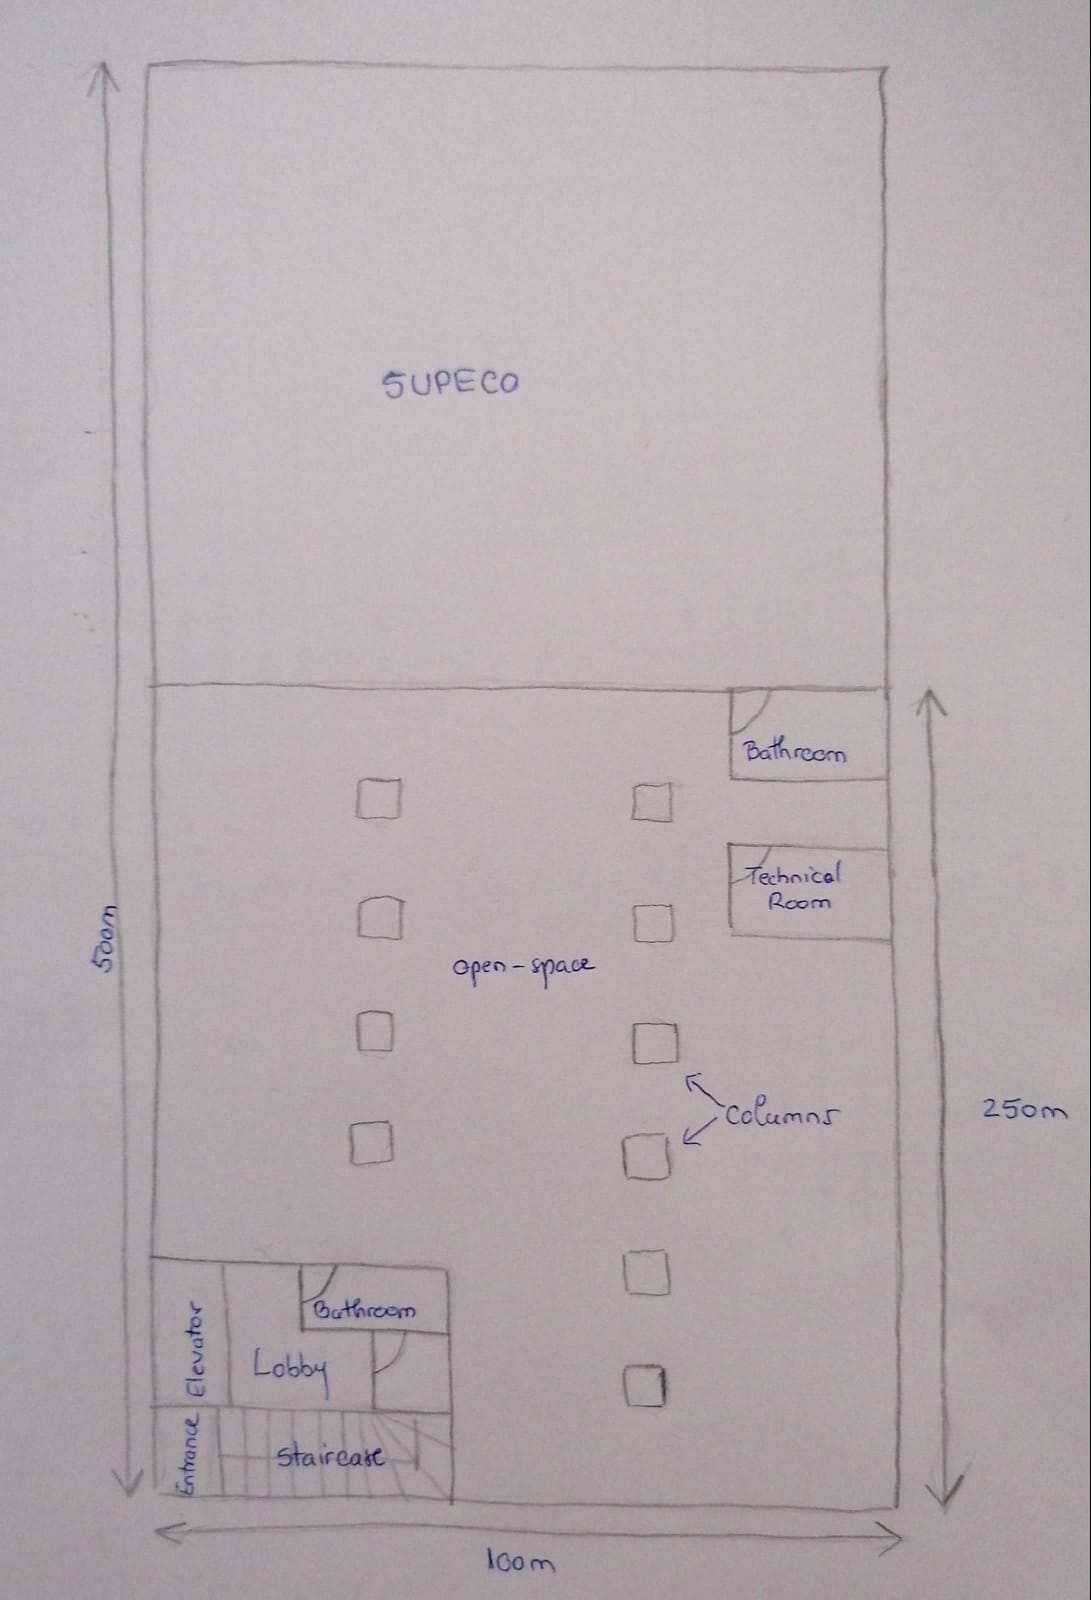 SUPECO
Bathroom
Technical
Room
500m
open-space
columns
250m
Bathroom
Elevator
Lobby
Entrance
Staircase
100m